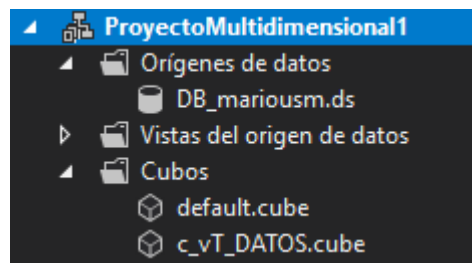 ProyectoMultidimensional1
Orígenes de datos
DB_mariousm.ds
Vistas del origen de datos
Cubos
default.cube
c_vT_DATOS.cube